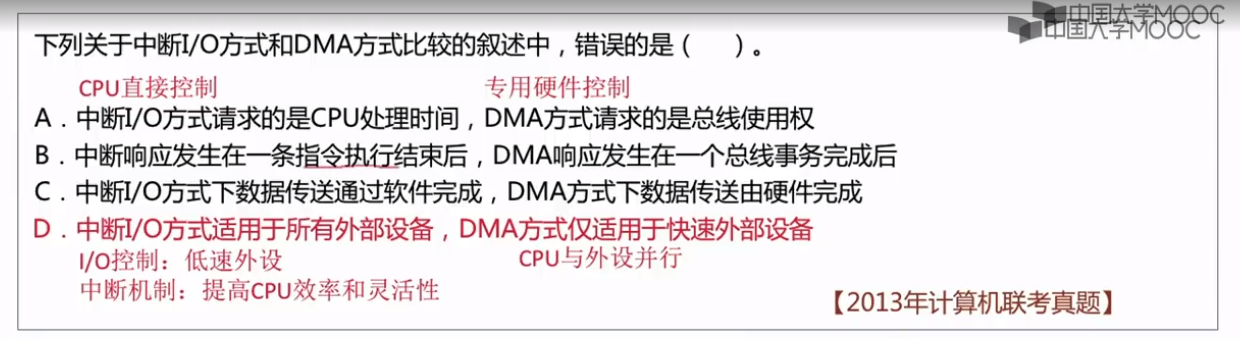 中国大学MOOC
中国大学MOOC
下列关于中断I/O方式和DMA方式比较的叙述中，错误的是（　　）。
CPU直接控制　　专用硬件控制
A．中断I/O方式请求的是CPU处理时间，DMA方式请求的是总线使用权
B．中断响应发生在一条指令执行结束后，DMA响应发生在一个总线事务完成后
C．中断I/O方式下数据传送通过软件完成，DMA方式下数据传送由硬件完成
D．中断I/O方式适用于所有外部设备，DMA方式仅适用于快速外部设备
I/O控制：低速外设　　CPU与外设并行
中断机制：提高CPU效率和灵活性
【2013年计算机联考真题】